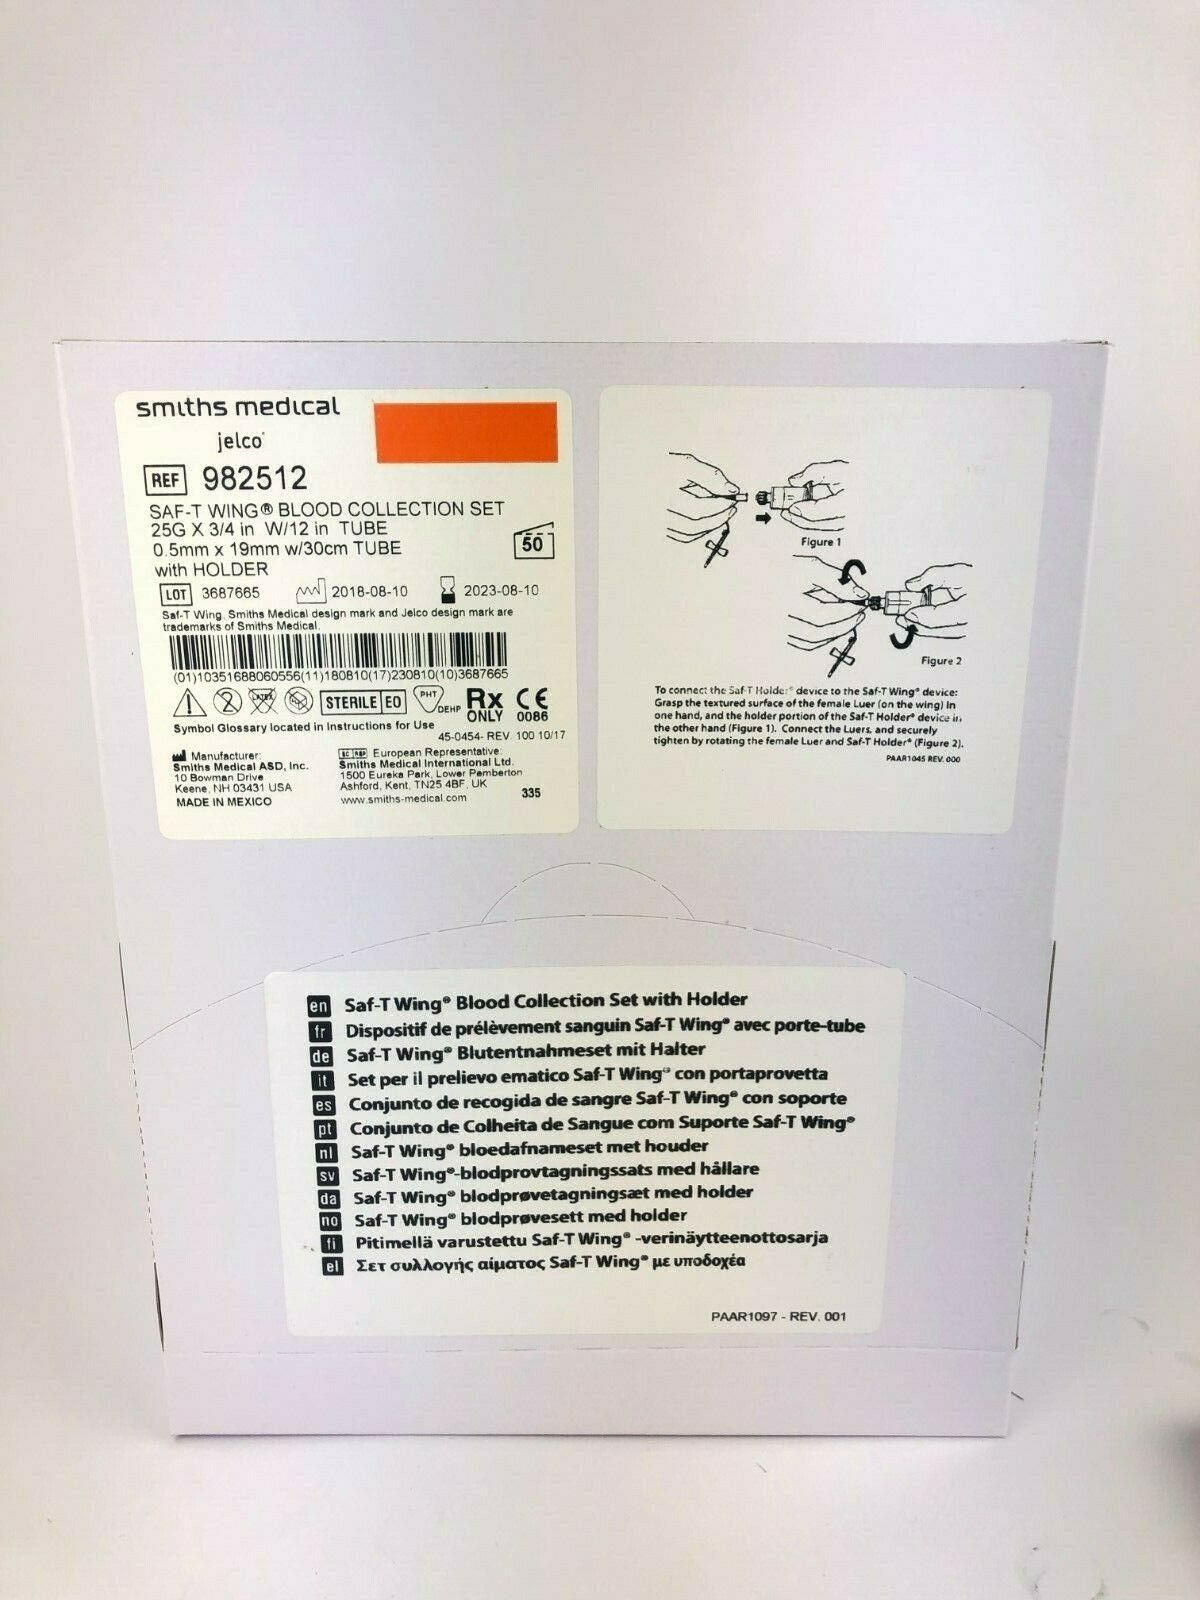 smiths medical
jelco®
REF 982512
SAF-T WING® BLOOD COLLECTION SET
25G X 3/4 in W/12 in TUBE
0.5mm x 19mm w/30cm TUBE
with HOLDER
50
LOT 3687665 2018-08-10 2023-08-10
Saf-T Wing, Smiths Medical design mark and Jelco design mark are
trademarks of Smiths Medical.
(01)10351688060556(11)180810(17)230810(10)3687665
2 LATEX STERILE EO PHT DEHP Rx ONLY CE 0086
Symbol Glossary located in Instructions for Use
45-0454- REV. 100 10/17
Manufacturer:
Smiths Medical ASD, Inc.
10 Bowman Drive
Keene, NH 03431 USA
MADE IN MEXICO
EC REP European Representative:
Smiths Medical International Ltd.
1500 Eureka Park, Lower Pemberton
Ashford, Kent, TN25 4BF, UK
www.smiths-medical.com
335
Figure 1
Figure 2
To connect the Saf-T Holder® device to the Saf-T Wing® device:
Grasp the textured surface of the female Luer (on the wing) in
one hand, and the holder portion of the Saf-T Holder® device in
the other hand (Figure 1). Connect the Luers, and securely
tighten by rotating the female Luer and Saf-T Holder® (Figure 2).
PAAR1045 REV. 000
en Saf-T Wing® Blood Collection Set with Holder
fr Dispositif de prélèvement sanguin Saf-T Wing® avec porte-tube
de Saf-T Wing® Blutentnahmeset mit Halter
it Set per il prelievo ematico Saf-T Wing® con portaprovetta
es Conjunto de recogida de sangre Saf-T Wing® con soporte
pt Conjunto de Colheita de Sangue com Suporte Saf-T Wing®
nl Saf-T Wing® bloedafnameset met houder
sv Saf-T Wing®-blodprovtagningssats med hållare
da Saf-T Wing® blodprøvetagningsæt med holder
no Saf-T Wing® blodprøvesett med holder
fi Pitimellä varustettu Saf-T Wing® -verinäytteenottosarja
el Σετ συλλογής αίματος Saf-T Wing® με υποδοχέα
PAAR1097 - REV. 001